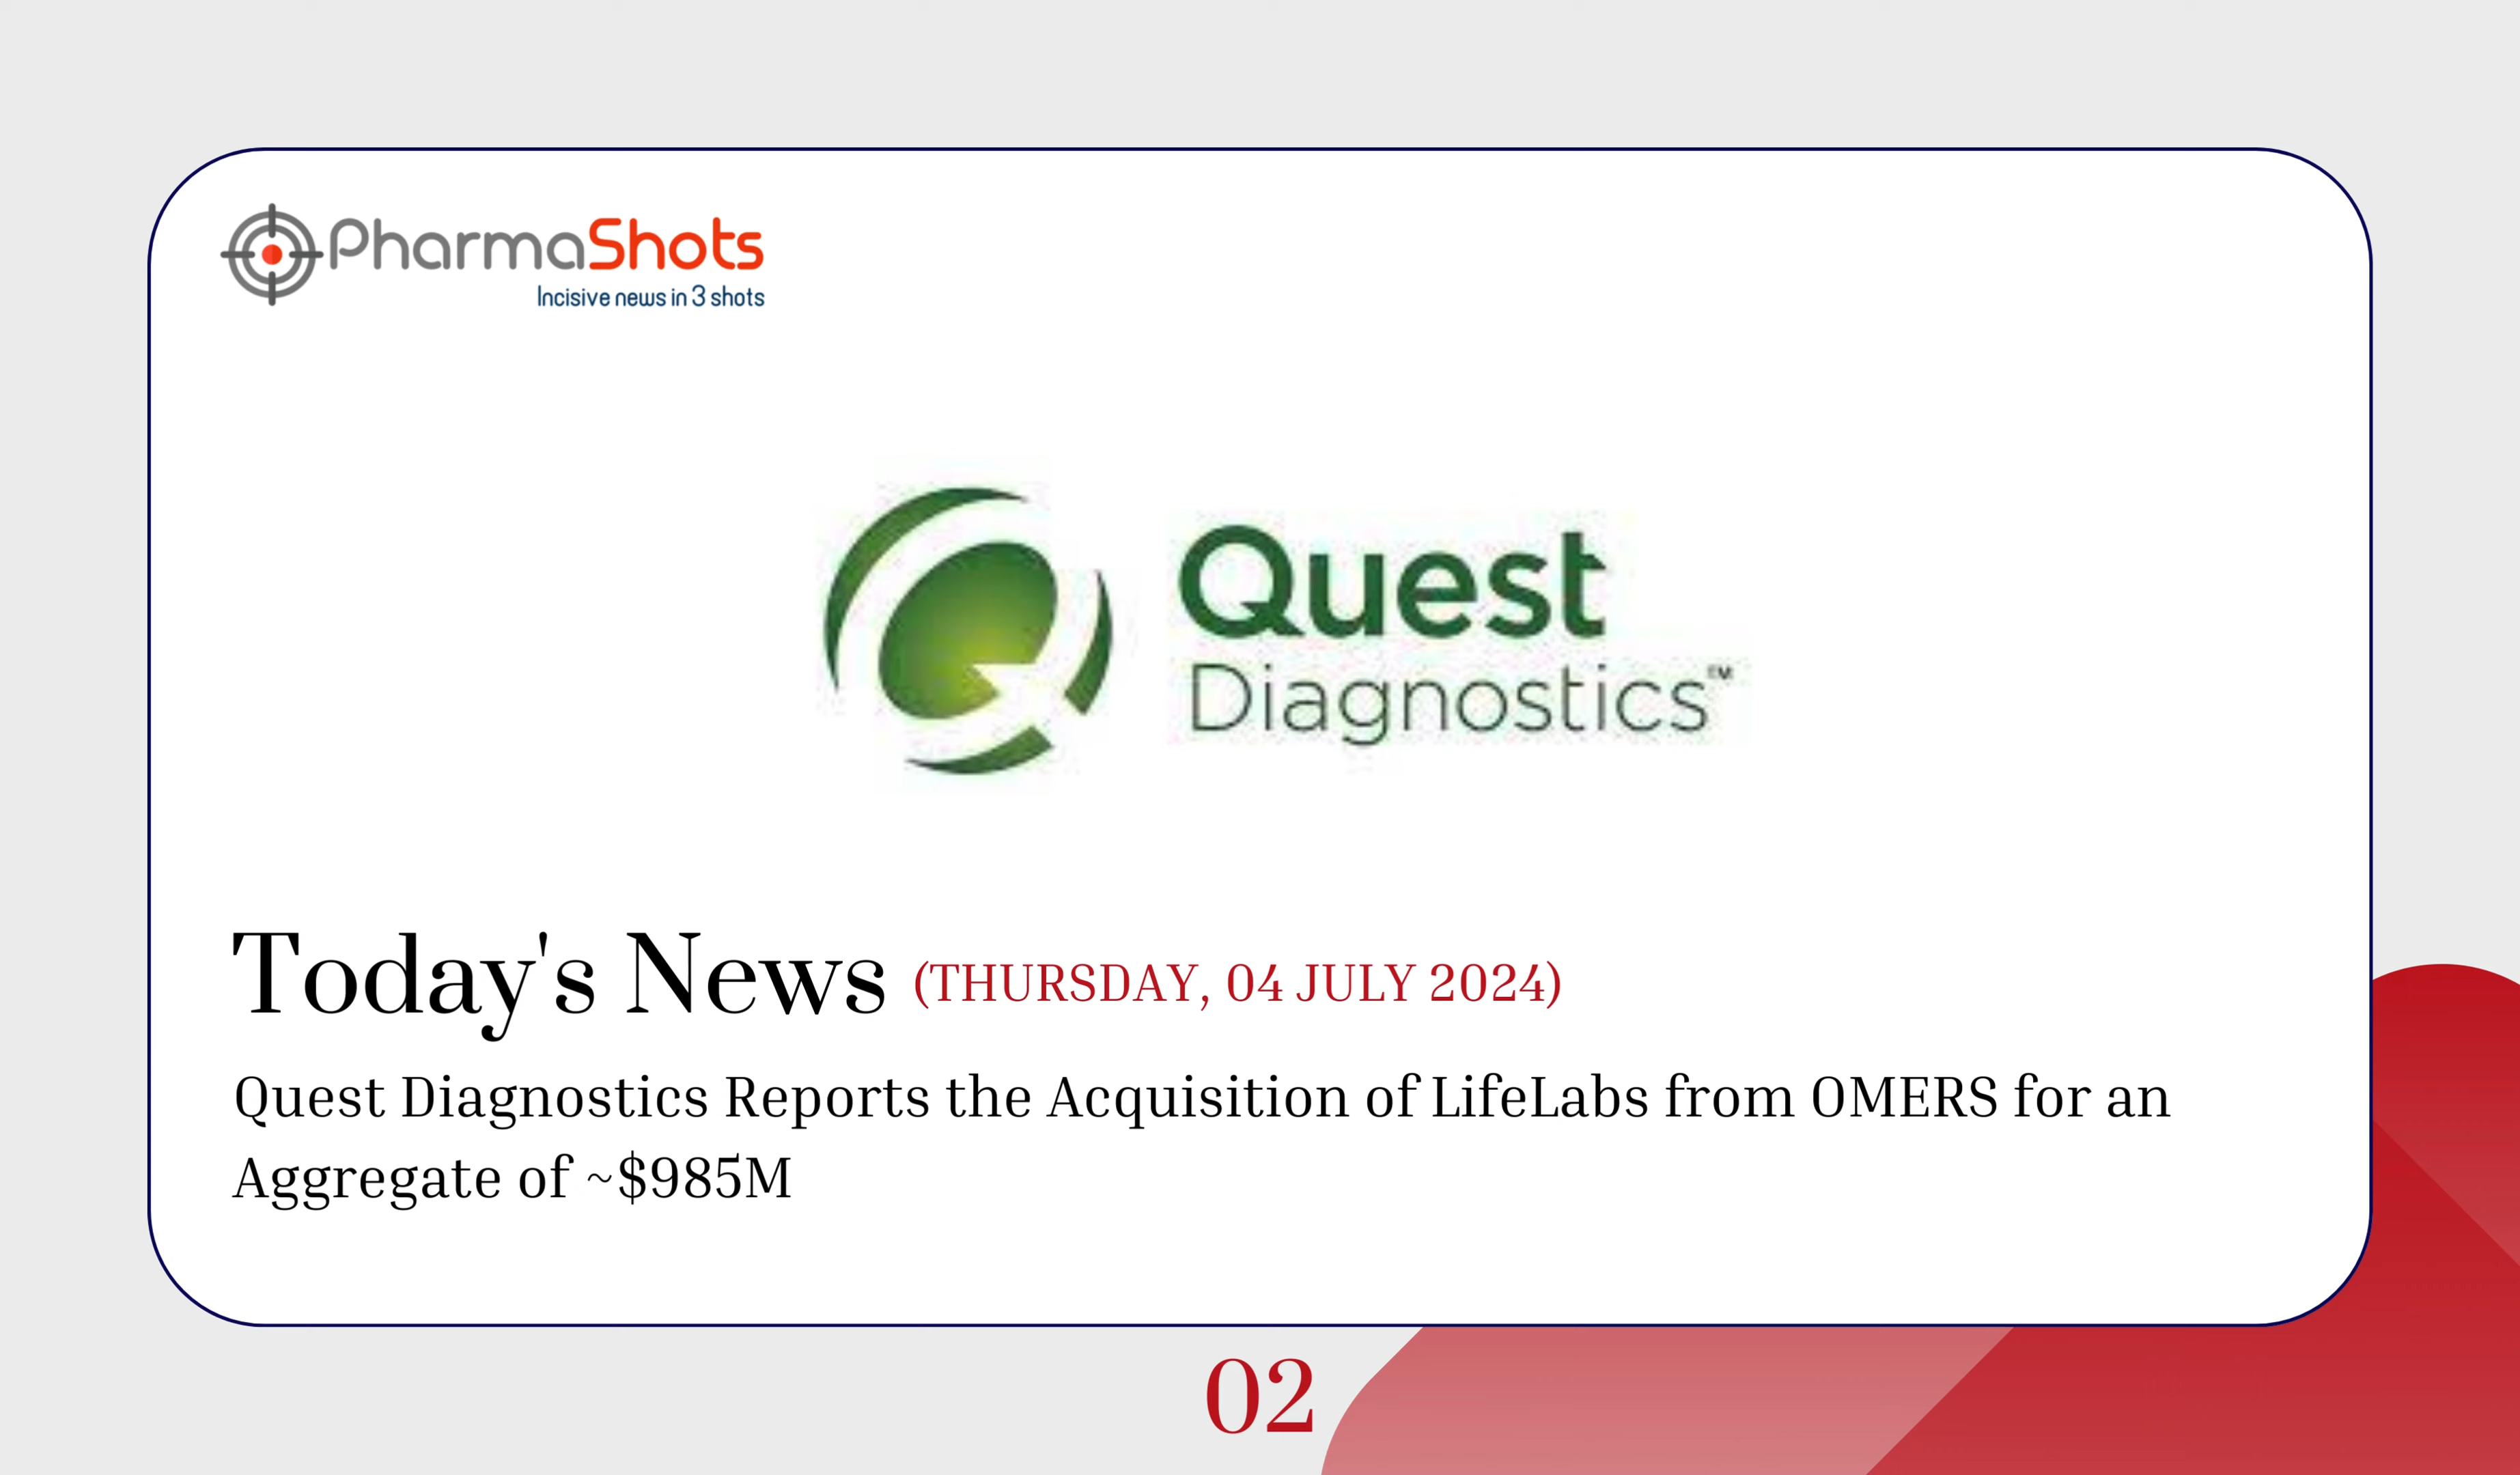 PharmaShots
Incisive news in 3 shots
Quest
Diagnostics™
Today's News (THURSDAY, 04 JULY 2024)
Quest Diagnostics Reports the Acquisition of LifeLabs from OMERS for an
Aggregate of ~$985M
02